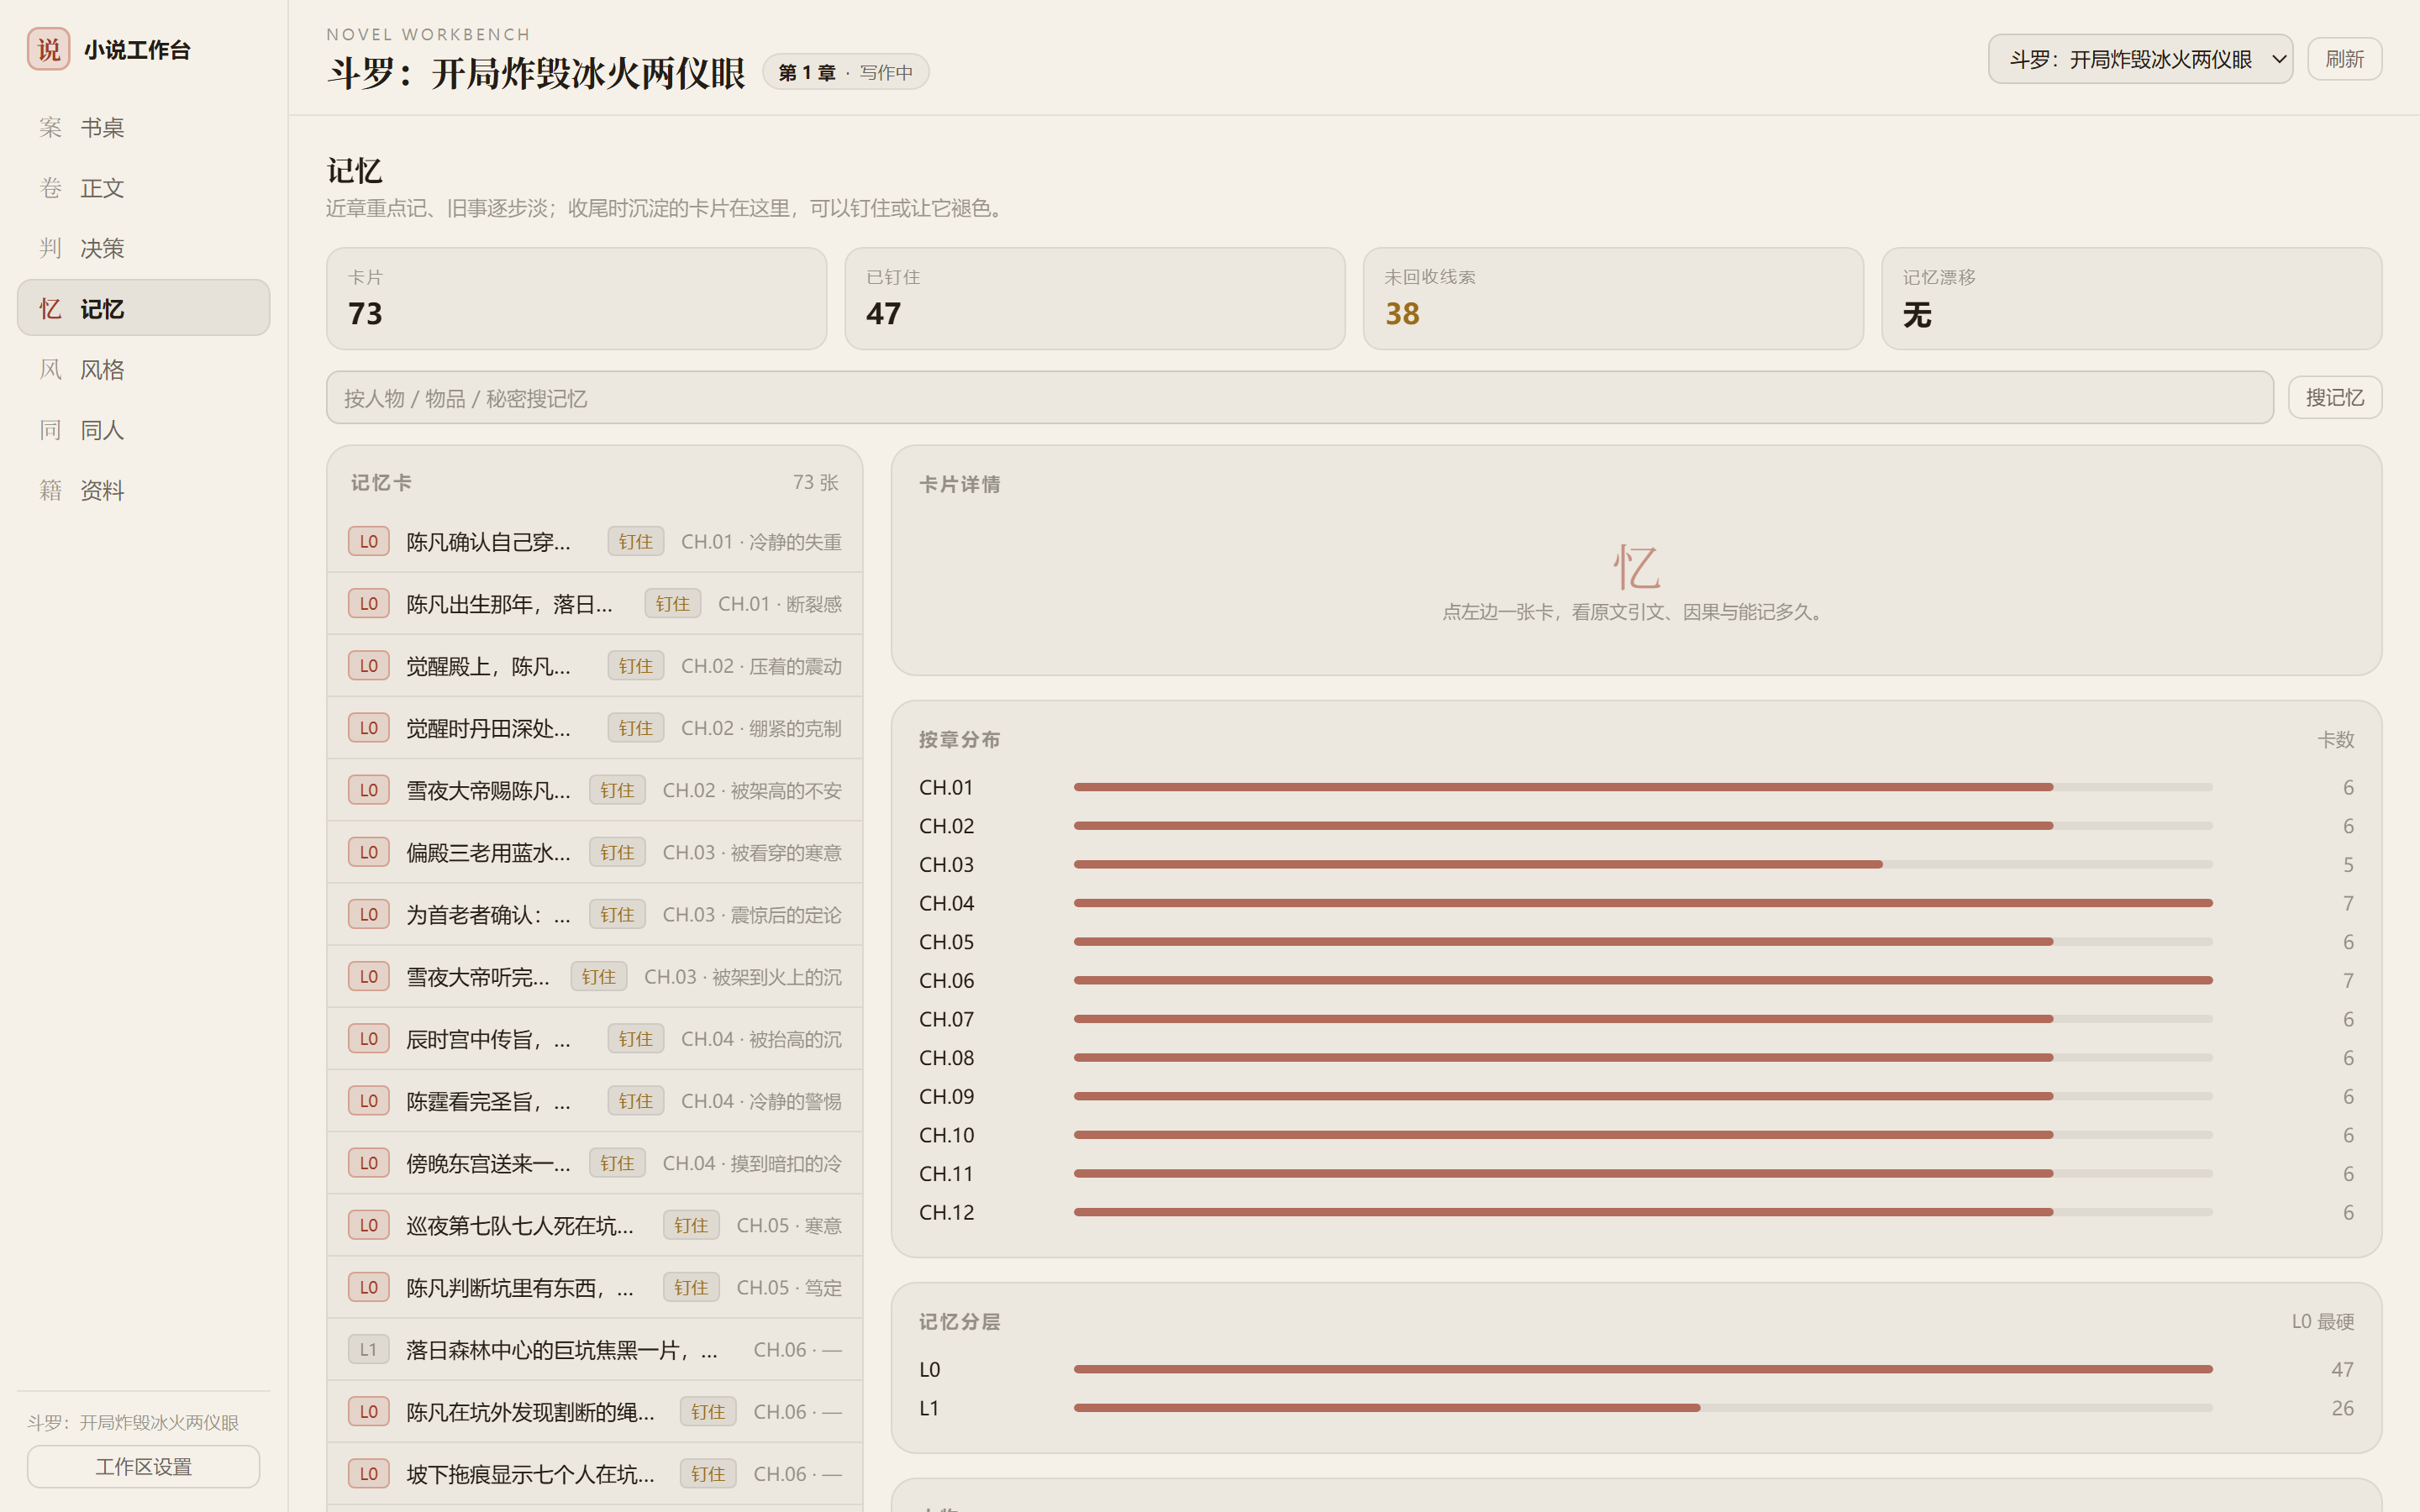 说 小说工作台
案 书桌
卷 正文
判 决策
忆 记忆
风 风格
同 同人
籍 资料
斗罗：开局炸毁冰火两仪眼
工作区设置
NOVEL WORKBENCH
斗罗：开局炸毁冰火两仪眼 第 1 章 · 写作中
斗罗：开局炸毁冰火两仪眼 刷新
记忆
近章重点记、旧事逐步淡；收尾时沉淀的卡片在这里，可以钉住或让它褪色。
卡片
73
已钉住
47
未回收线索
38
记忆漂移
无
按人物 / 物品 / 秘密搜记忆 搜记忆
记忆卡 73 张
L0 陈凡确认自己穿... 钉住 CH.01 · 冷静的失重
L0 陈凡出生那年，落日... 钉住 CH.01 · 断裂感
L0 觉醒殿上，陈凡... 钉住 CH.02 · 压着的震动
L0 觉醒时丹田深处... 钉住 CH.02 · 绷紧的克制
L0 雪夜大帝赐陈凡... 钉住 CH.02 · 被架高的不安
L0 偏殿三老用蓝水... 钉住 CH.03 · 被看穿的寒意
L0 为首老者确认：... 钉住 CH.03 · 震惊后的定论
L0 雪夜大帝听完... 钉住 CH.03 · 被架到火上的沉
L0 辰时宫中传旨，... 钉住 CH.04 · 被抬高的沉
L0 陈霆看完圣旨，... 钉住 CH.04 · 冷静的警惕
L0 傍晚东宫送来一... 钉住 CH.04 · 摸到暗扣的冷
L0 巡夜第七队七人死在坑... 钉住 CH.05 · 寒意
L0 陈凡判断坑里有东西，... 钉住 CH.05 · 笃定
L1 落日森林中心的巨坑焦黑一片，... CH.06 · —
L0 陈凡在坑外发现割断的绳... 钉住 CH.06 · —
L0 坡下拖痕显示七个人在坑... 钉住 CH.06 · —
卡片详情
忆
点左边一张卡，看原文引文、因果与能记多久。
按章分布 卡数
CH.01 6
CH.02 6
CH.03 5
CH.04 7
CH.05 6
CH.06 7
CH.07 6
CH.08 6
CH.09 6
CH.10 6
CH.11 6
CH.12 6
记忆分层 L0 最硬
L0 47
L1 26